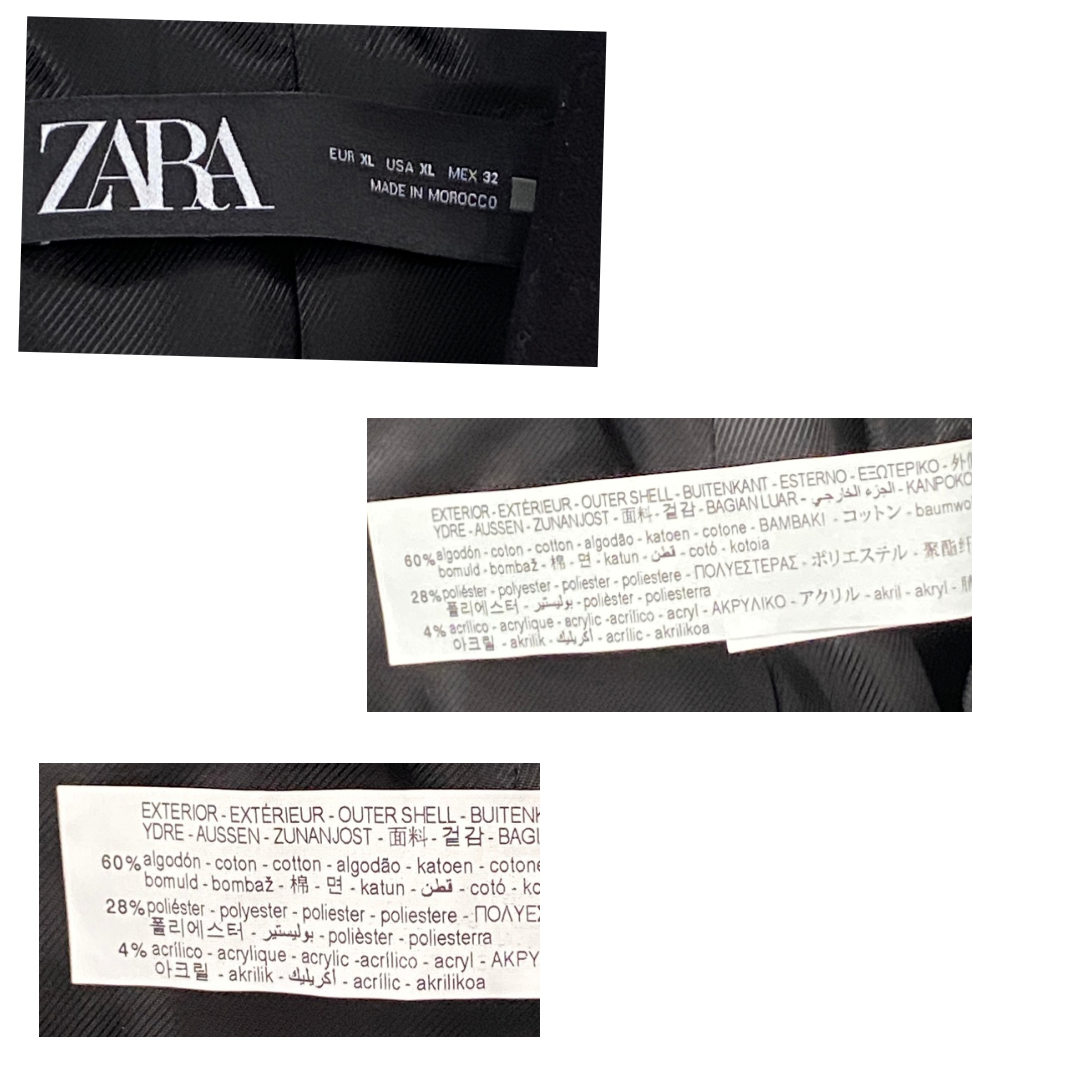 ZARA
EUR XL USA XL MEX 32
MADE IN MOROCCO
EXTERIOR - EXTÉRIEUR - OUTER SHELL - BUITENKANT - ESTERNO - ΕΞΩΤΕΡΙΚΟ -
YDRE - AUSSEN - ZUNANJOST - 面料 - 겉감 - BAGIAN LUAR - الجزء الخارجي - KANPOKO
60% algodón - coton - cotton - algodão - katoen - cotone - BAMBAKI - コットン - baumwo
bomuld - bombaž - 棉 - 면 - katun - قطن - cotó - kotoia
28% poliéster - polyester - poliester - poliestere - ΠΟΛΥΕΣΤΕΡΑΣ - ポリエステル - 聚酯纤
폴리에스터 - بوليستير - polièster - poliesterra
4% acrílico - acrylique - acrylic -acrílico - acryl - ΑΚΡΥΛΙΚΟ - アクリル - akril - akryl -
아크릴 - akrilik - أكريليك - acrílic - akrilikoa
EXTERIOR - EXTÉRIEUR - OUTER SHELL - BUITENK
YDRE - AUSSEN - ZUNANJOST - 面料 - 겉감 - BAGI
60% algodón - coton - cotton - algodão - katoen - cotone
bomuld - bombaž - 棉 - 면 - katun - قطن - cotó - ko
28% poliéster - polyester - poliester - poliestere - ΠΟΛΥΕΣ
폴리에스터 - بوليستير - polièster - poliesterra
4% acrílico - acrylique - acrylic -acrílico - acryl - ΑΚΡΥ
아크릴 - akrilik - أكريليك - acrílic - akrilikoa